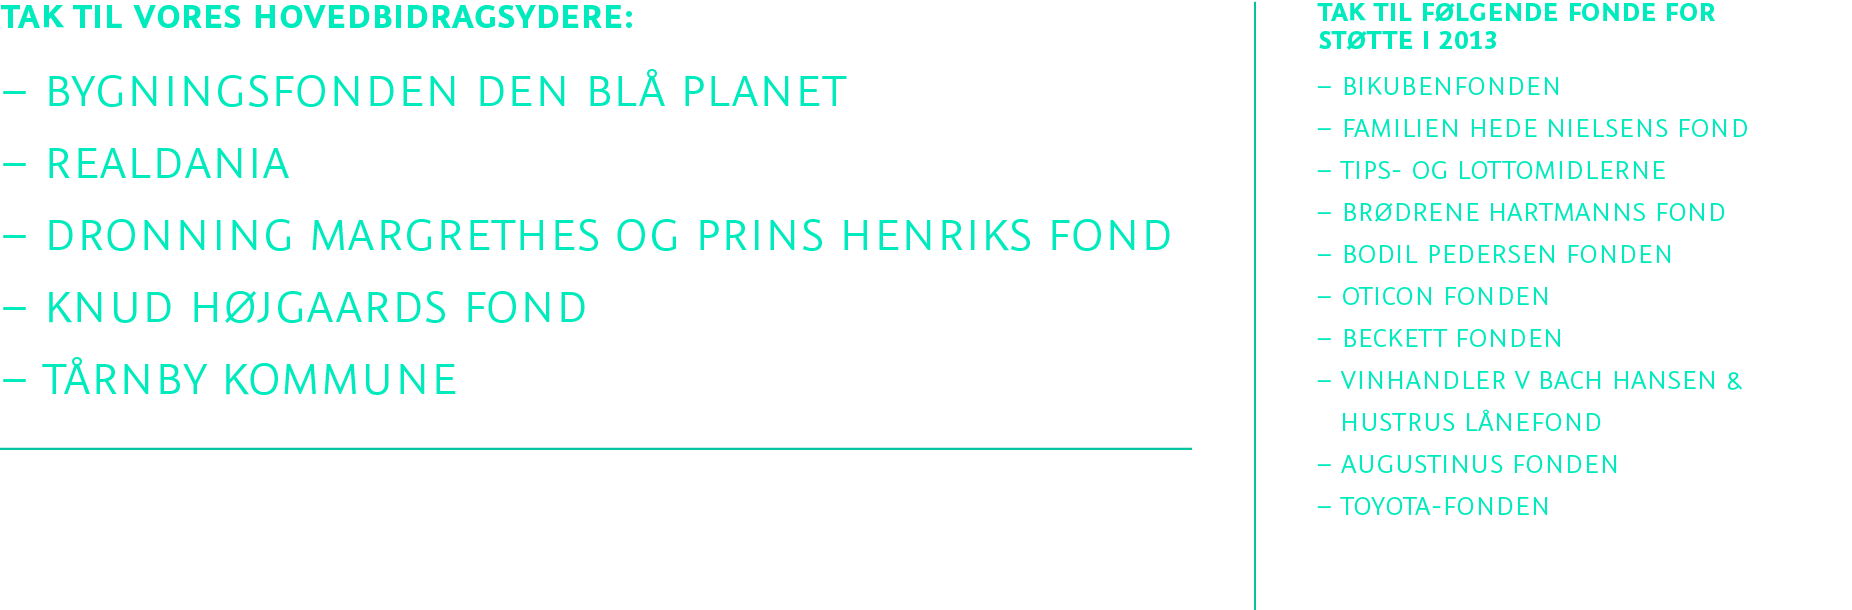 TAK TIL VORES HOVEDBIDRAGSYDERE:
– BYGNINGSFONDEN DEN BLÅ PLANET
– REALDANIA
– DRONNING MARGRETHES OG PRINS HENRIKS FOND
– KNUD HØJGAARDS FOND
– TÅRNBY KOMMUNE
TAK TIL FØLGENDE FONDE FOR
STØTTE I 2013
– BIKUBENFONDEN
– FAMILIEN HEDE NIELSENS FOND
– TIPS- OG LOTTOMIDLERNE
– BRØDRENE HARTMANNS FOND
– BODIL PEDERSEN FONDEN
– OTICON FONDEN
– BECKETT FONDEN
– VINHANDLER V BACH HANSEN &
HUSTRUS LÅNEFOND
– AUGUSTINUS FONDEN
– TOYOTA-FONDEN